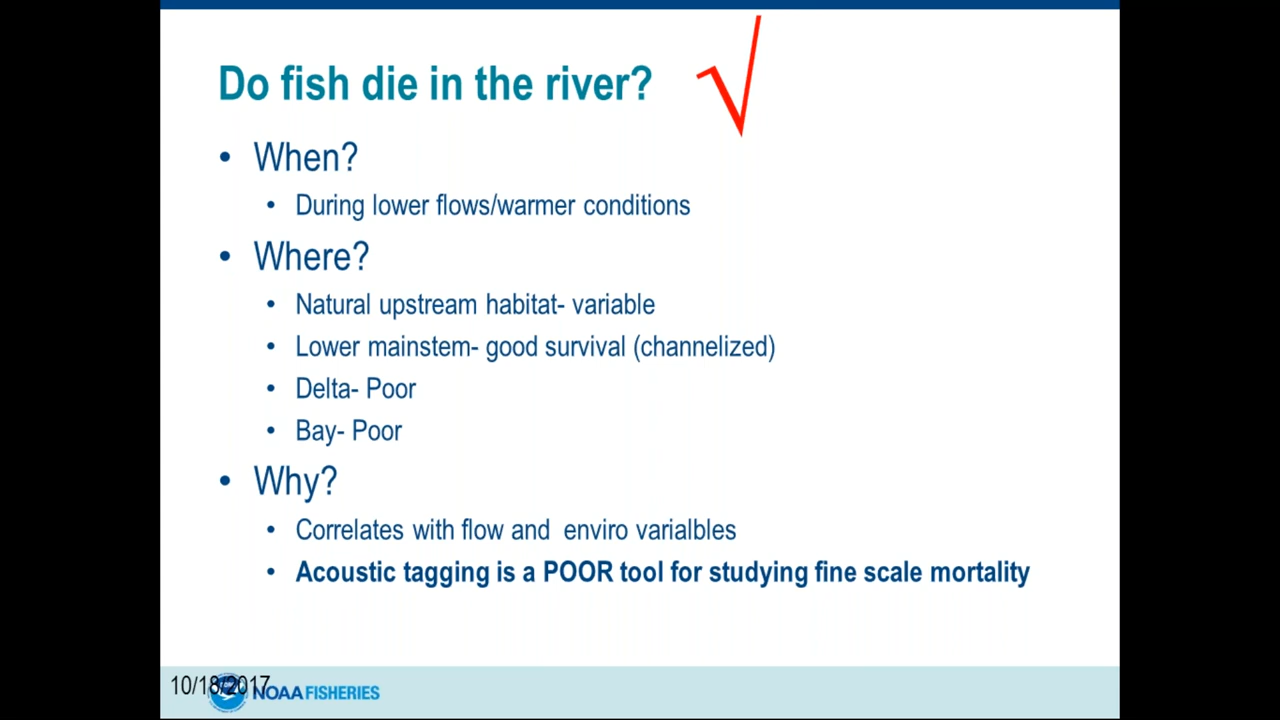 Do fish die in the river? √
• When?
• During lower flows/warmer conditions
• Where?
• Natural upstream habitat- variable
• Lower mainstem- good survival (channelized)
• Delta- Poor
• Bay- Poor
• Why?
• Correlates with flow and enviro varialbles
• Acoustic tagging is a POOR tool for studying fine scale mortality
10/18/2017 NOAA FISHERIES